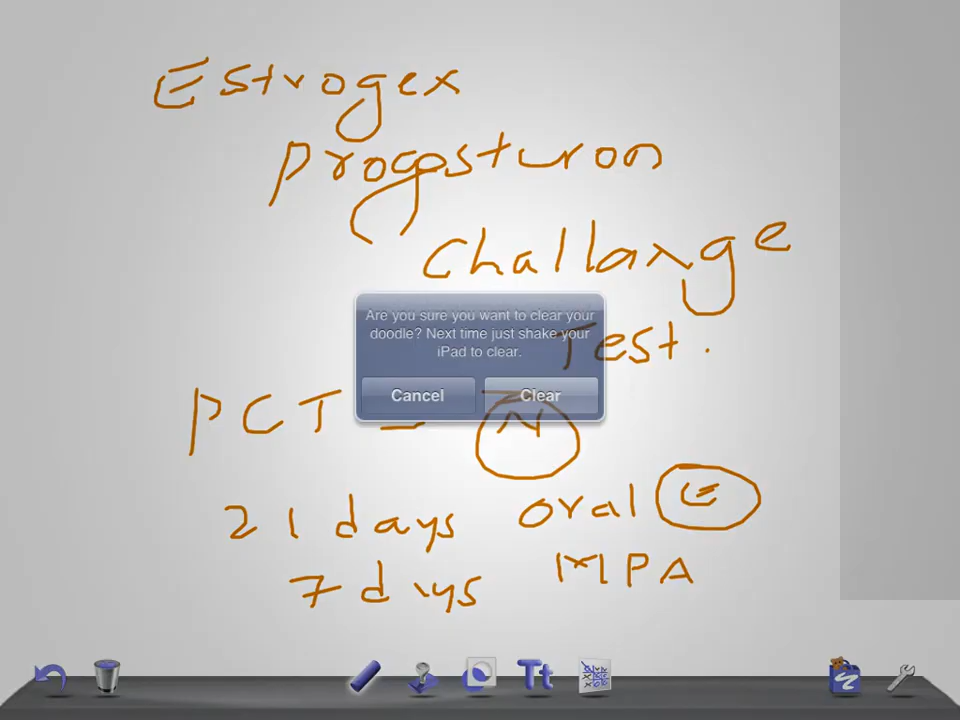 Estrogex
Progesturon
Challange
Test.
Are you sure you want to clear your
doodle? Next time just shake your
iPad to clear.
Cancel
Clear
PCT = N
21 days oral E
7 days MPA
Tt